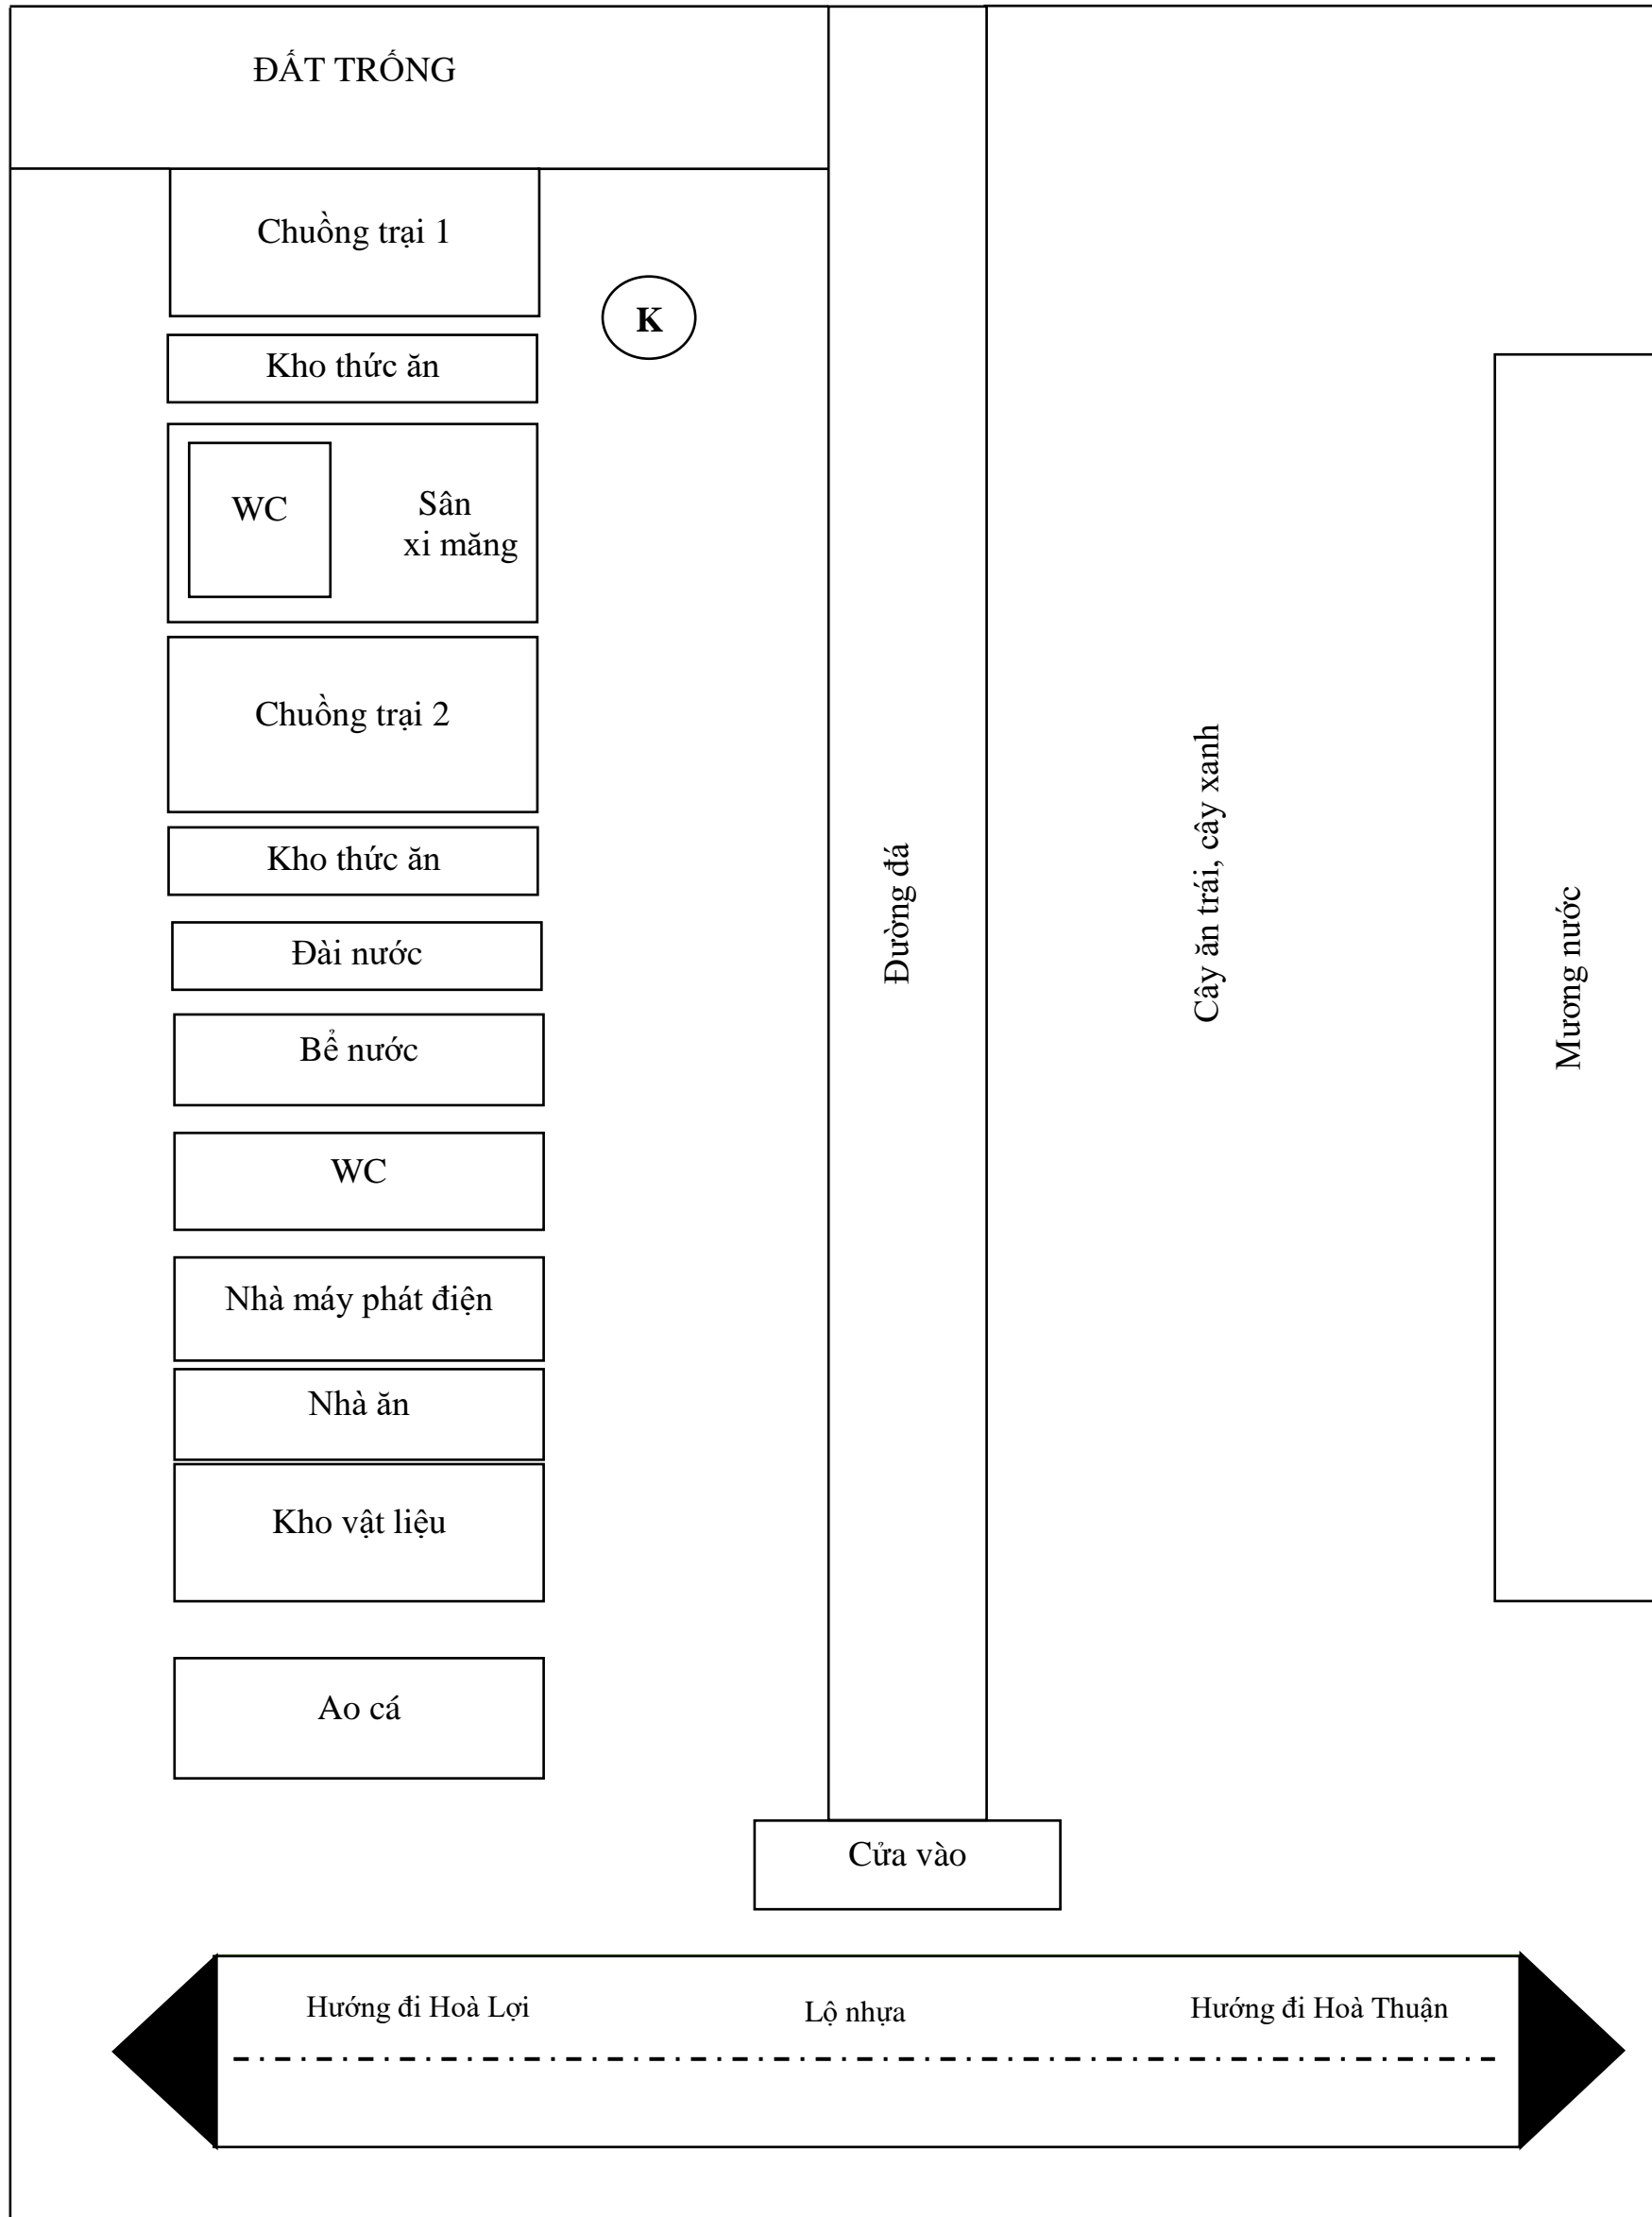 ĐẤT TRỐNG
Chuồng trại 1
K
Kho thức ăn
WC
Sân
xi măng
Chuồng trại 2
Kho thức ăn
Đài nước
Bể nước
WC
Nhà máy phát điện
Nhà ăn
Kho vật liệu
Ao cá
Đường đá
Cây ăn trái, cây xanh
Mương nước
Cửa vào
Hướng đi Hoà Lợi
Lộ nhựa
Hướng đi Hoà Thuận